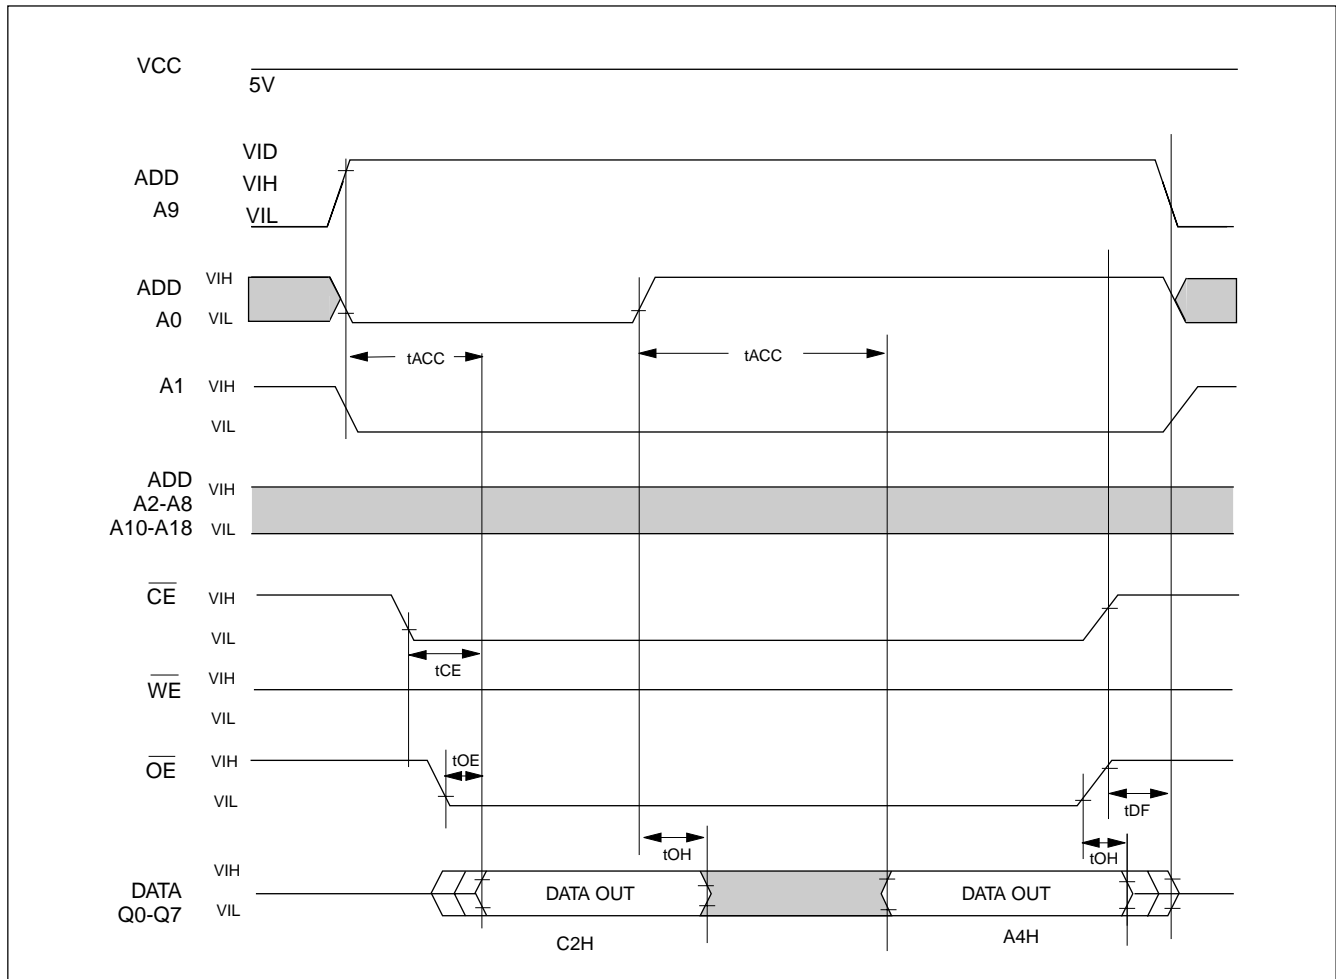 VCC
5V
VID
ADD
VIH
A9
VIL
VIH
ADD
A0
VIL
tACC
tACC
A1
VIH
VIL
ADD
VIH
A2-A8
A10-A18
VIL
CE
VIH
VIL
tCE
WE
VIH
VIL
OE
VIH
tOE
VIL
tDF
tOH
tOH
VIH
DATA
Q0-Q7
VIL
DATA OUT
DATA OUT
C2H
A4H